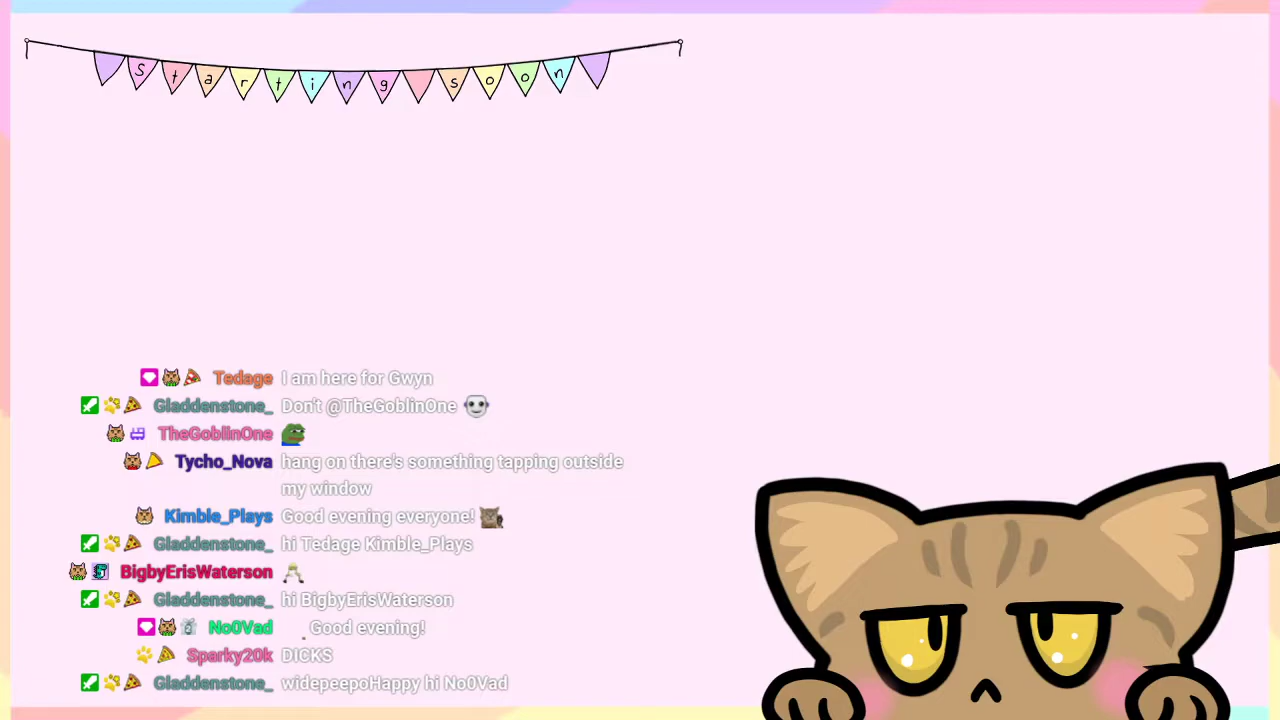 Starting soon
Tedage I am here for Gwyn
Gladdenstone_ Don't @TheGoblinOne
TheGoblinOne
Tycho_Nova hang on there's something tapping outside
my window
Kimble_Plays Good evening everyone!
Gladdenstone_ hi Tedage Kimble_Plays
BigbyErisWaterson
Gladdenstone_ hi BigbyErisWaterson
No0Vad Good evening!
Sparky20k DICKS
Gladdenstone_ widepeepoHappy hi No0Vad